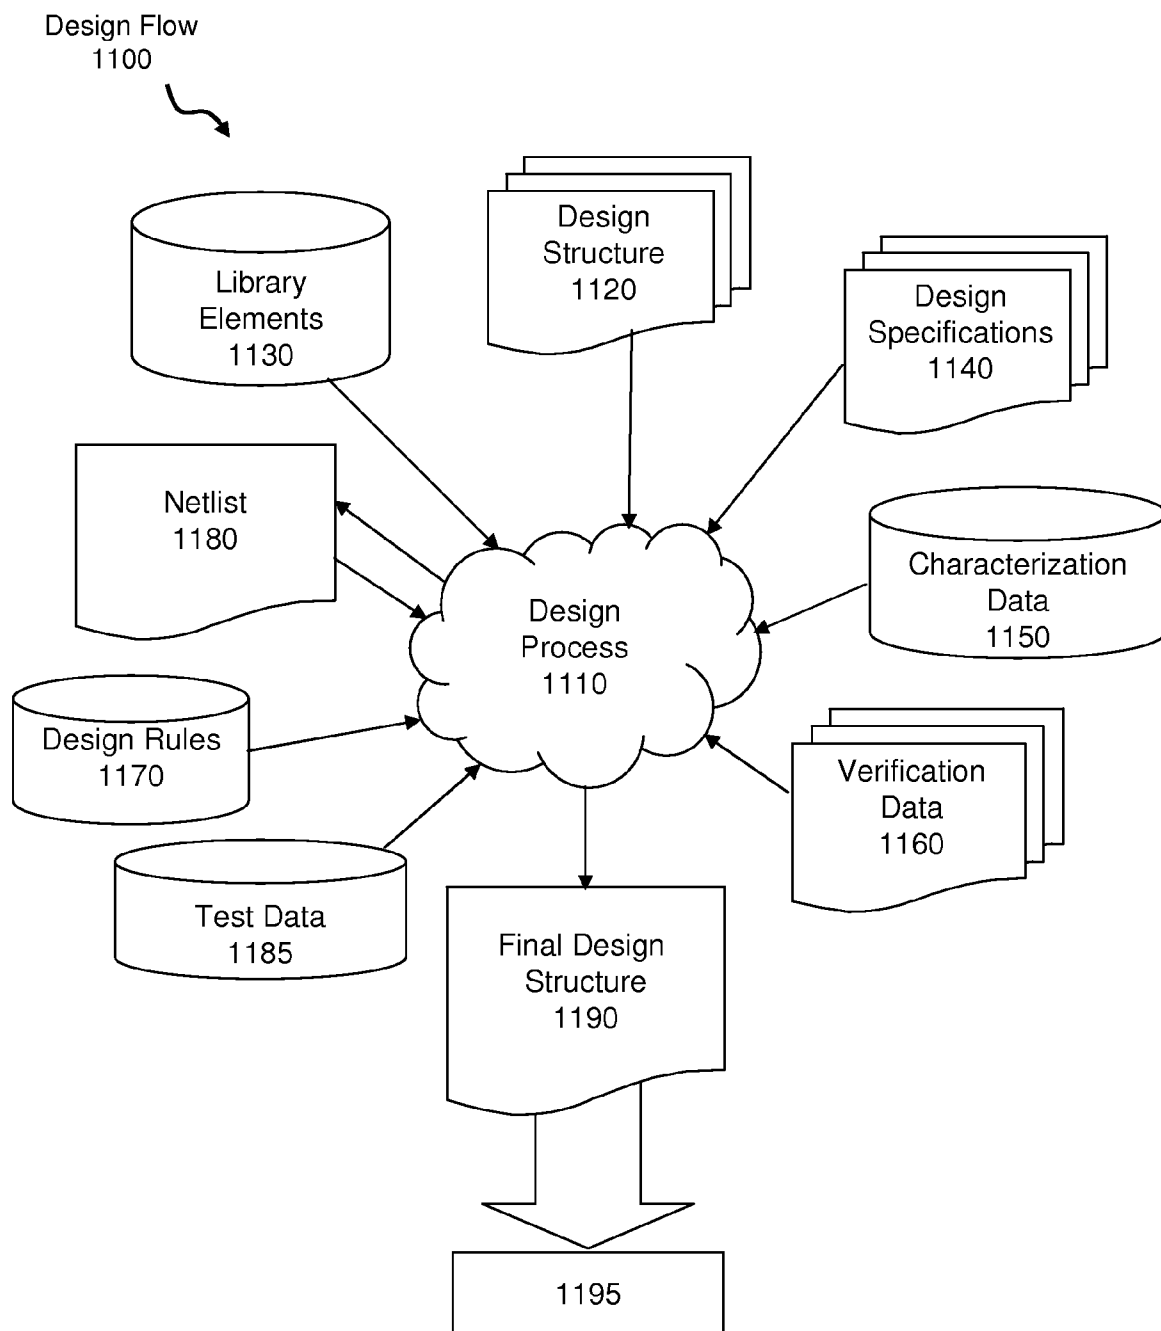 Design Flow
1100
Design
Structure
1120
Library
Elements
1130
Design
Specifications
1140
Netlist
1180
Characterization
Data
1150
Design
Process
1110
Design Rules
1170
Verification
Data
1160
Test Data
1185
Final Design
Structure
1190
1195